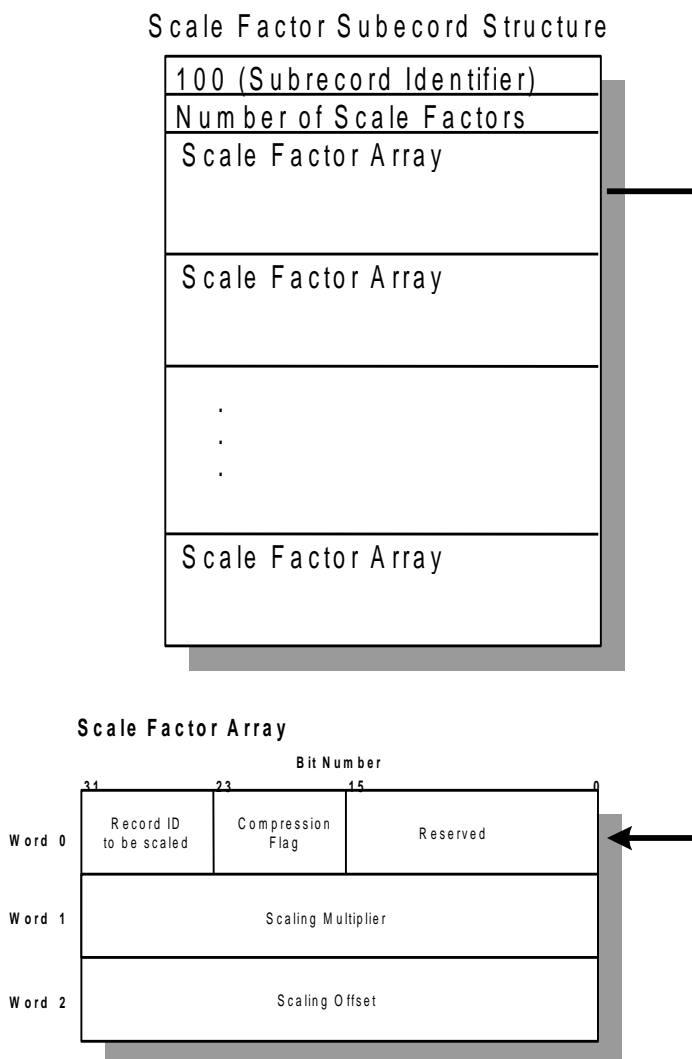 Scale Factor Subecord Structure
100 (Subrecord Identifier)
Number of Scale Factors
Scale Factor Array
Scale Factor Array
.
.
.
Scale Factor Array
Scale Factor Array
Bit Number
31 23 15 0
Word 0
Record ID
to be scaled
Compression
Flag
Reserved
Word 1
Scaling Multiplier
Word 2
Scaling Offset